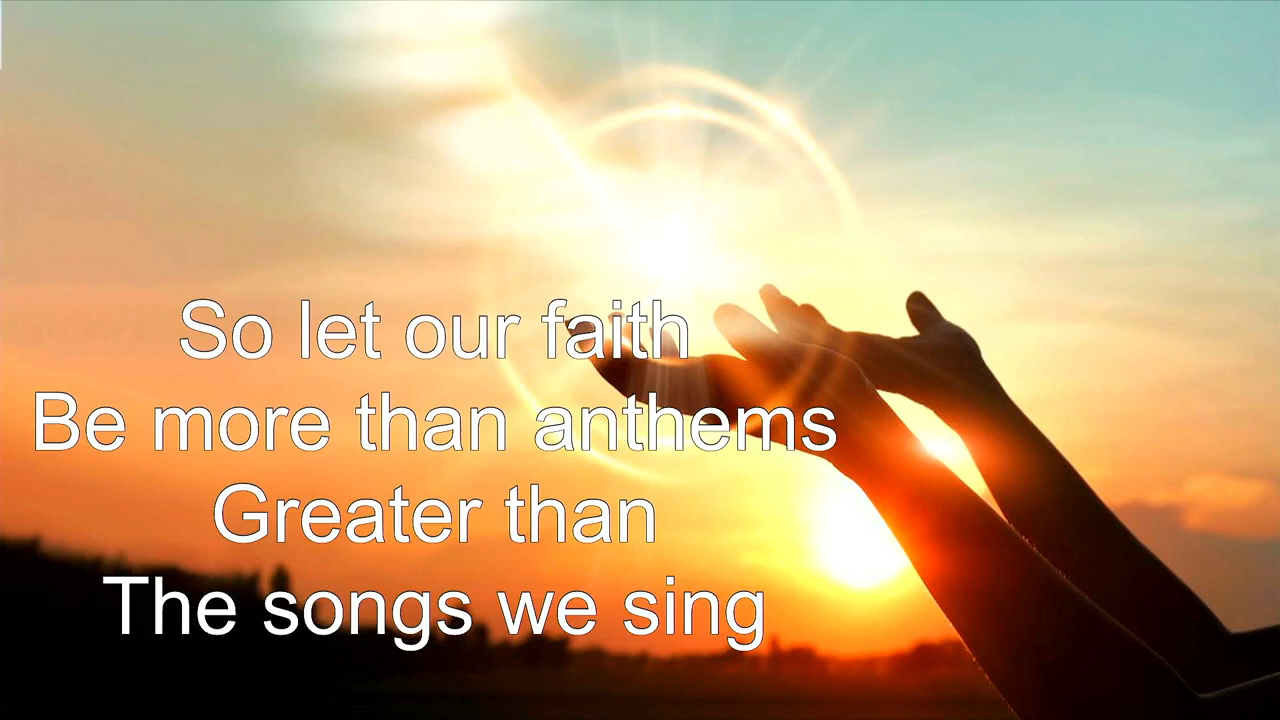 So let our faith
Be more than anthems
Greater than
The songs we sing